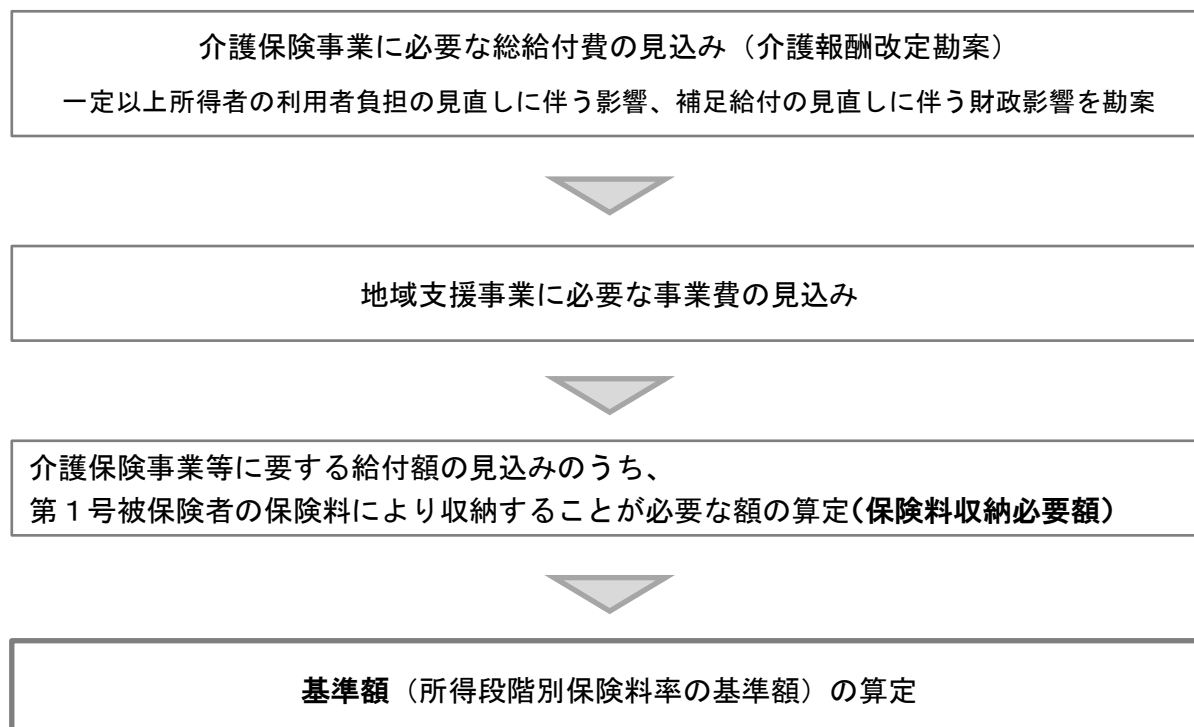 介護保険事業に必要な総給付費の見込み（介護報酬改定勘案）
一定以上所得者の利用者負担の見直しに伴う影響、補足給付の見直しに伴う財政影響を勘案
地域支援事業に必要な事業費の見込み
介護保険事業等に要する給付額の見込みのうち、
第１号被保険者の保険料により収納することが必要な額の算定(保険料収納必要額)
基準額（所得段階別保険料率の基準額）の算定